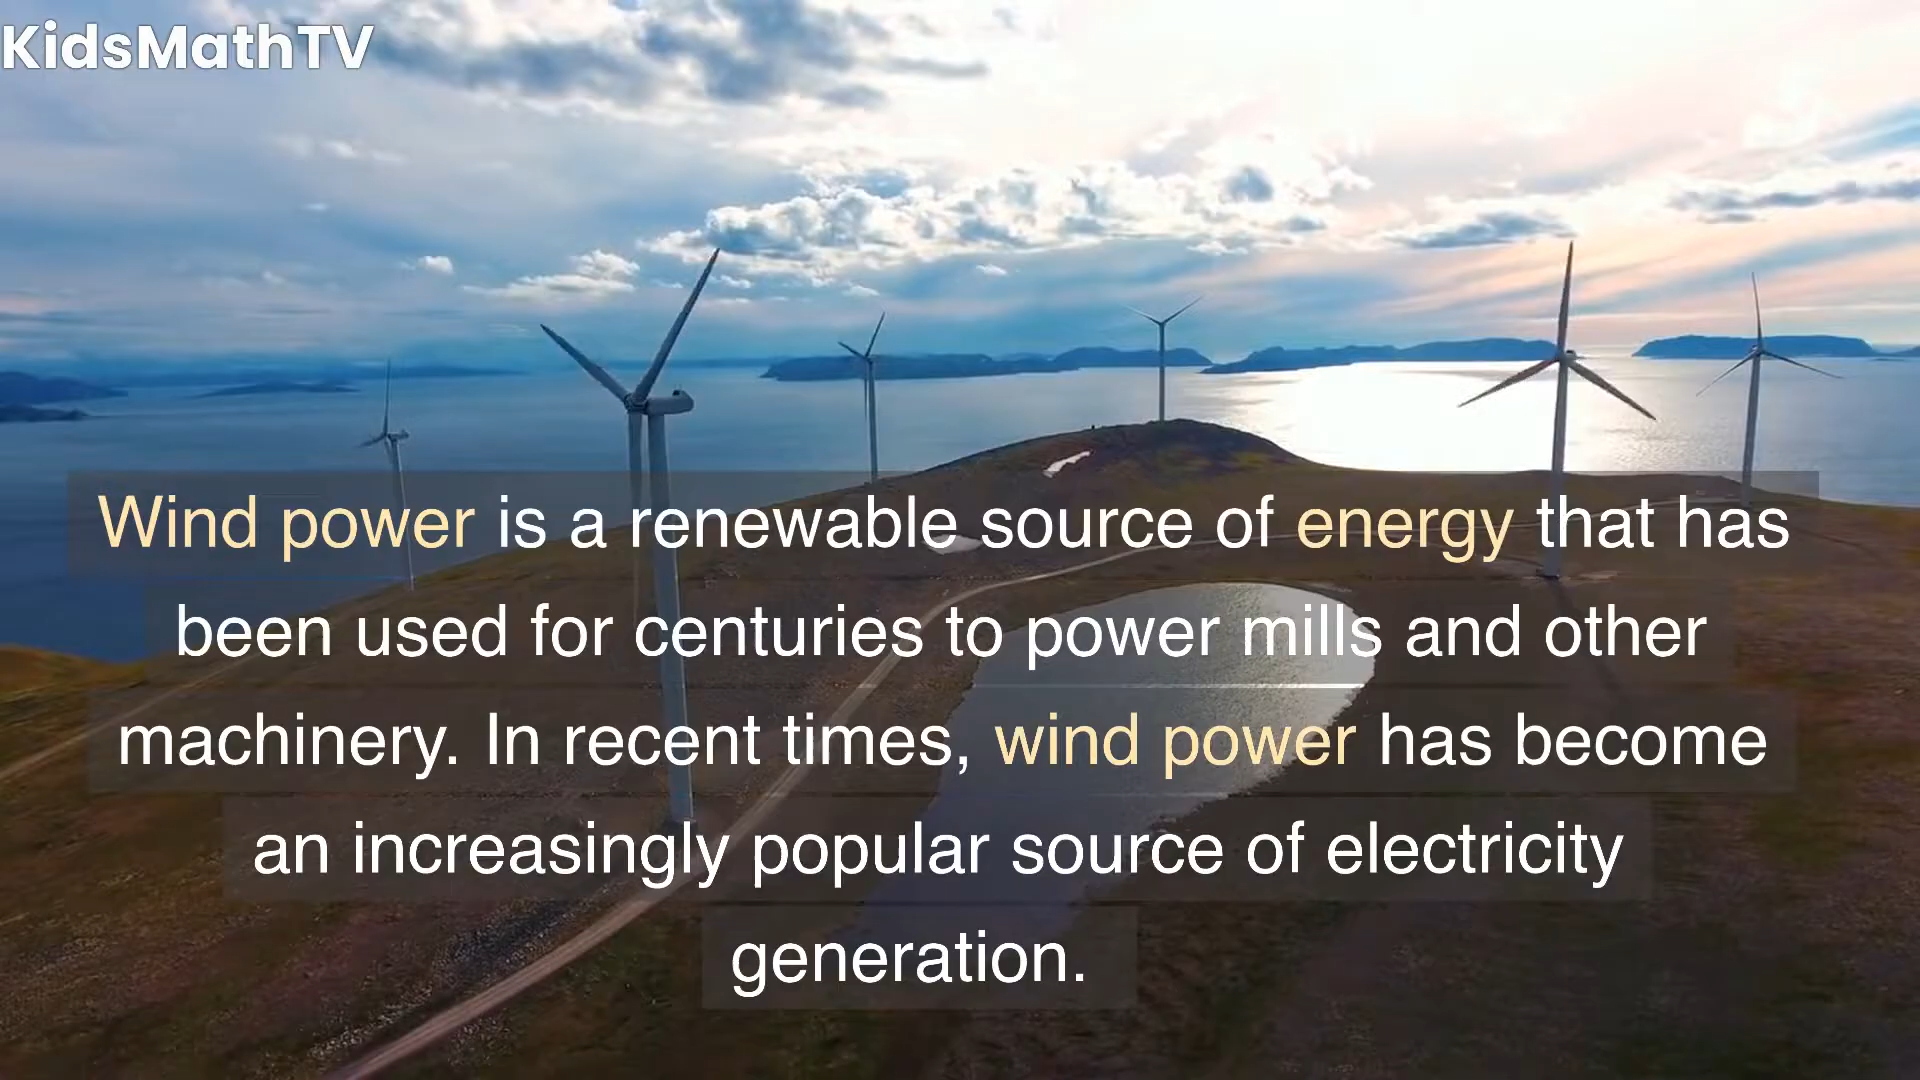 KidsMathTV
Wind power is a renewable source of energy that has
been used for centuries to power mills and other
machinery. In recent times, wind power has become
an increasingly popular source of electricity
generation.